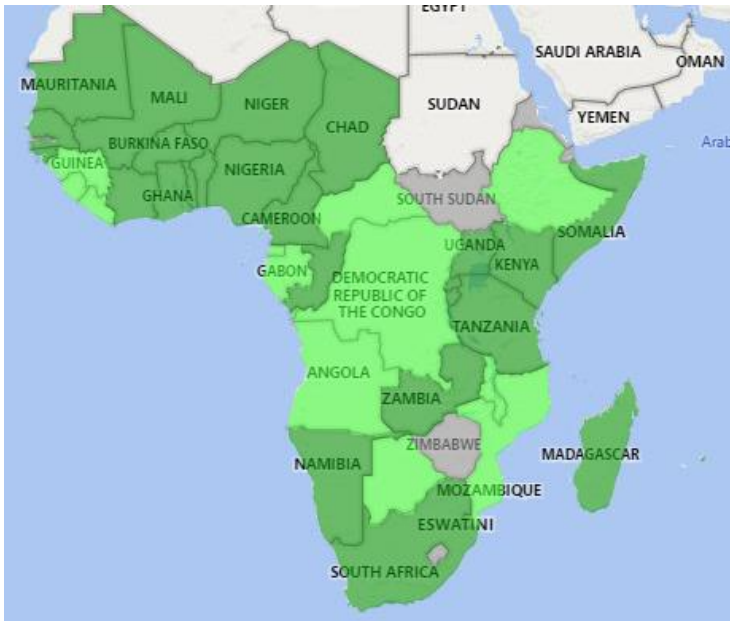 EGYPT
SAUDI ARABIA
OMAN
MAURITANIA
MALI
NIGER
CHAD
SUDAN
YEMEN
Arab
BURKINA FASO
GUINEA
NIGERIA
GHANA
SOUTH SUDAN
CAMEROON
SOMALIA
UGANDA
KENYA
GABON
DEMOCRATIC
REPUBLIC OF
THE CONGO
TANZANIA
ANGOLA
ZAMBIA
ZIMBABWE
NAMIBIA
MADAGASCAR
MOZAMBIQUE
ESWATINI
SOUTH AFRICA